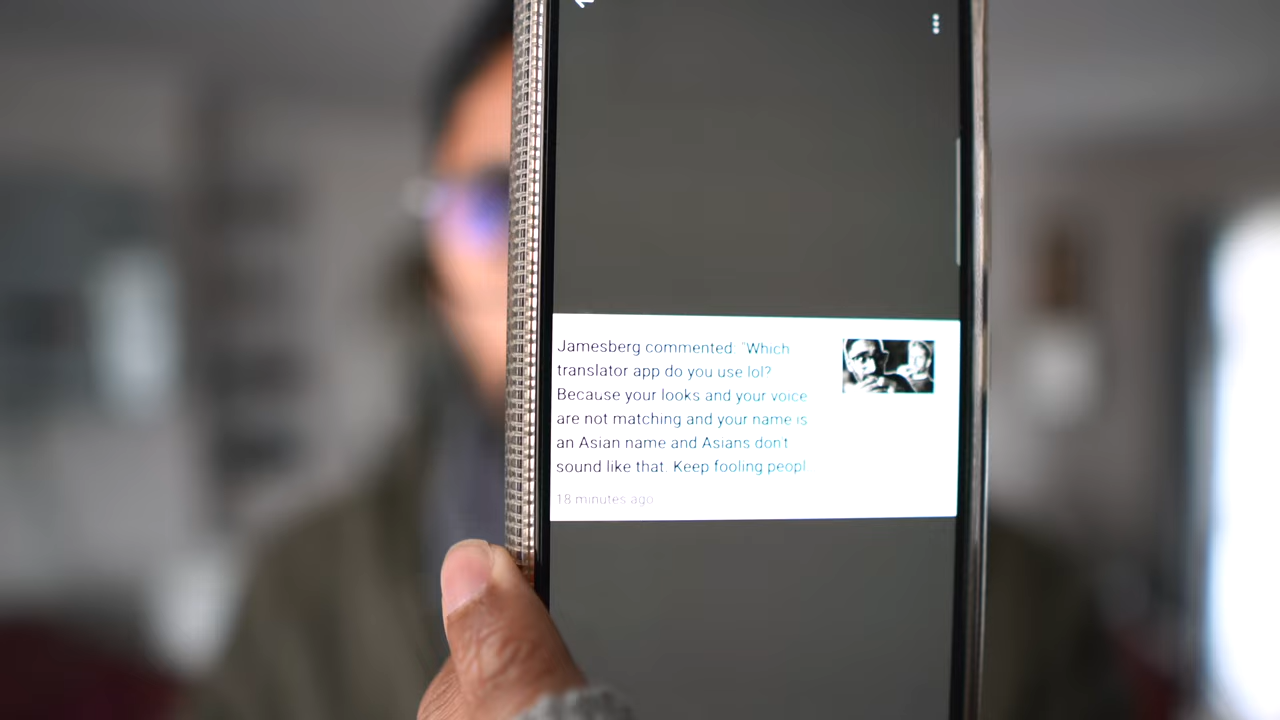 Jamesberg commented: "Which
translator app do you use lol?
Because your looks and your voice
are not matching and your name is
an Asian name and Asians don't
sound like that. Keep fooling peopl
18 minutes ago